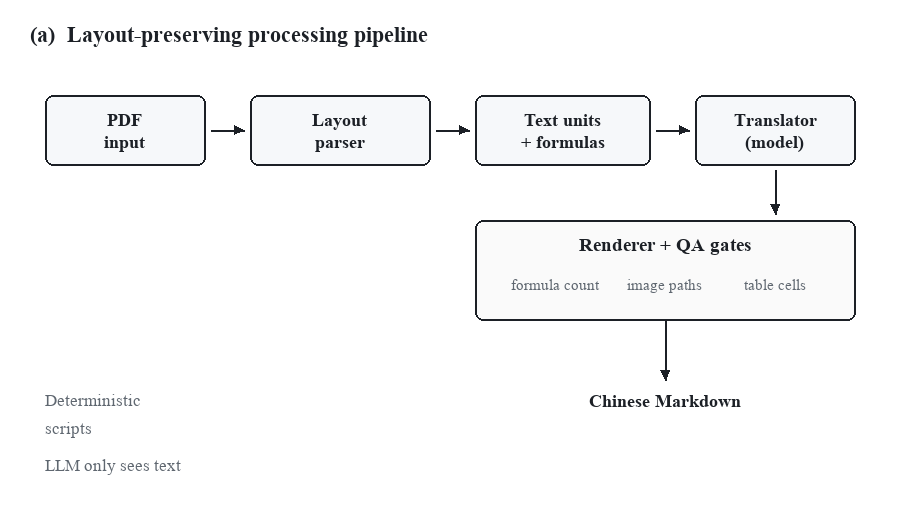 (a) Layout-preserving processing pipeline
PDF
input
Layout
parser
Text units
+ formulas
Translator
(model)
Renderer + QA gates
formula count
image paths
table cells
Chinese Markdown
Deterministic
scripts
LLM only sees text